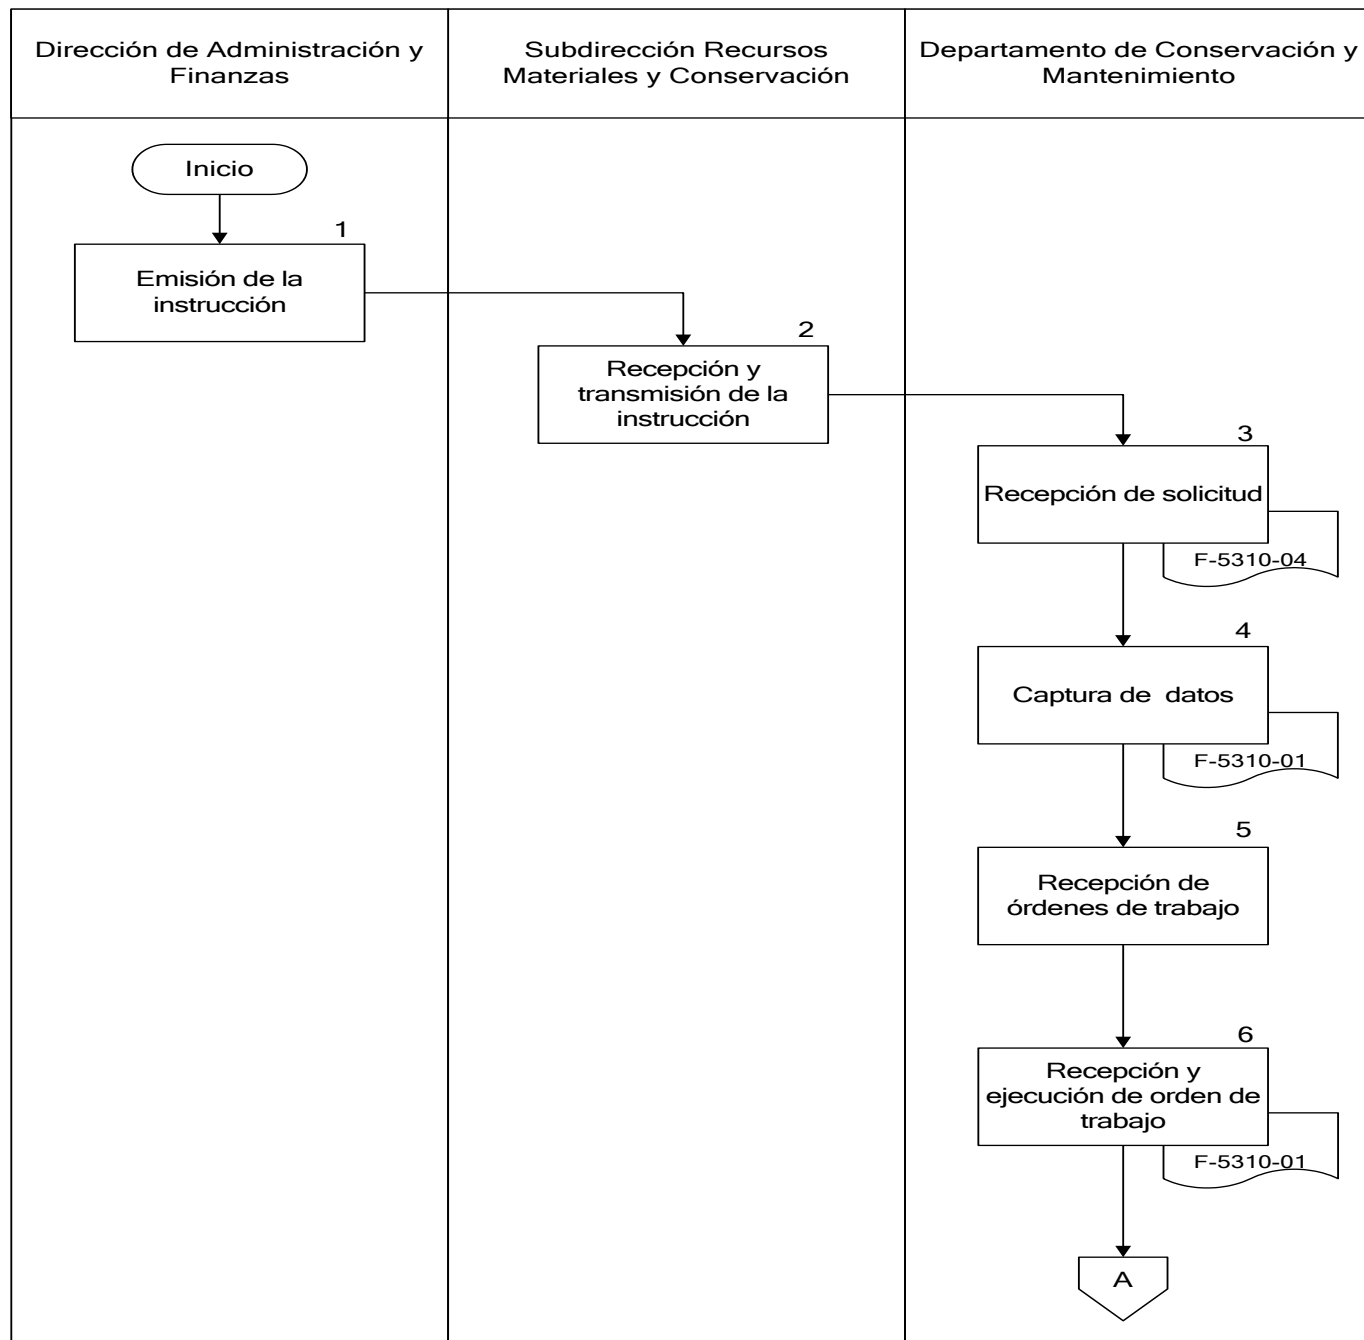 Dirección de Administración y
Finanzas
Subdirección Recursos
Materiales y Conservación
Departamento de Conservación y
Mantenimiento
Inicio
1
Emisión de la
instrucción
2
Recepción y
transmisión de la
instrucción
3
Recepción de solicitud
F-5310-04
4
Captura de  datos
F-5310-01
5
Recepción de
órdenes de trabajo
6
Recepción y
ejecución de orden de
trabajo
F-5310-01
A